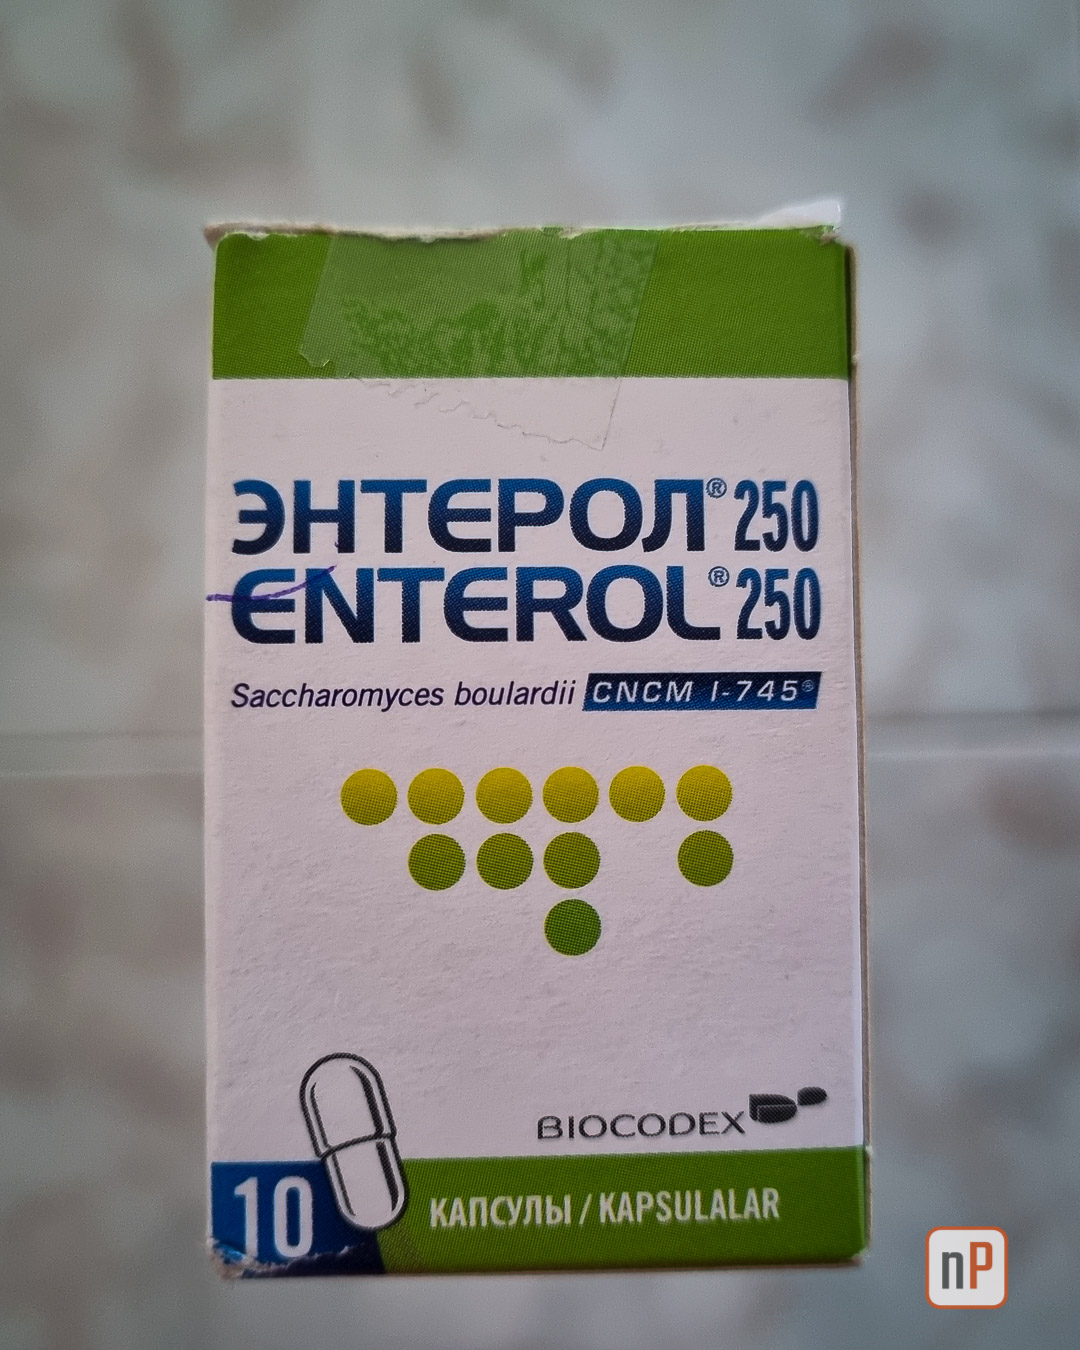 ЭНТЕРОЛ® 250
ENTEROL® 250
Saccharomyces boulardii CNCM I-745®
BIOCODEX
10 КАПСУЛЫ / KAPSULALAR
nP